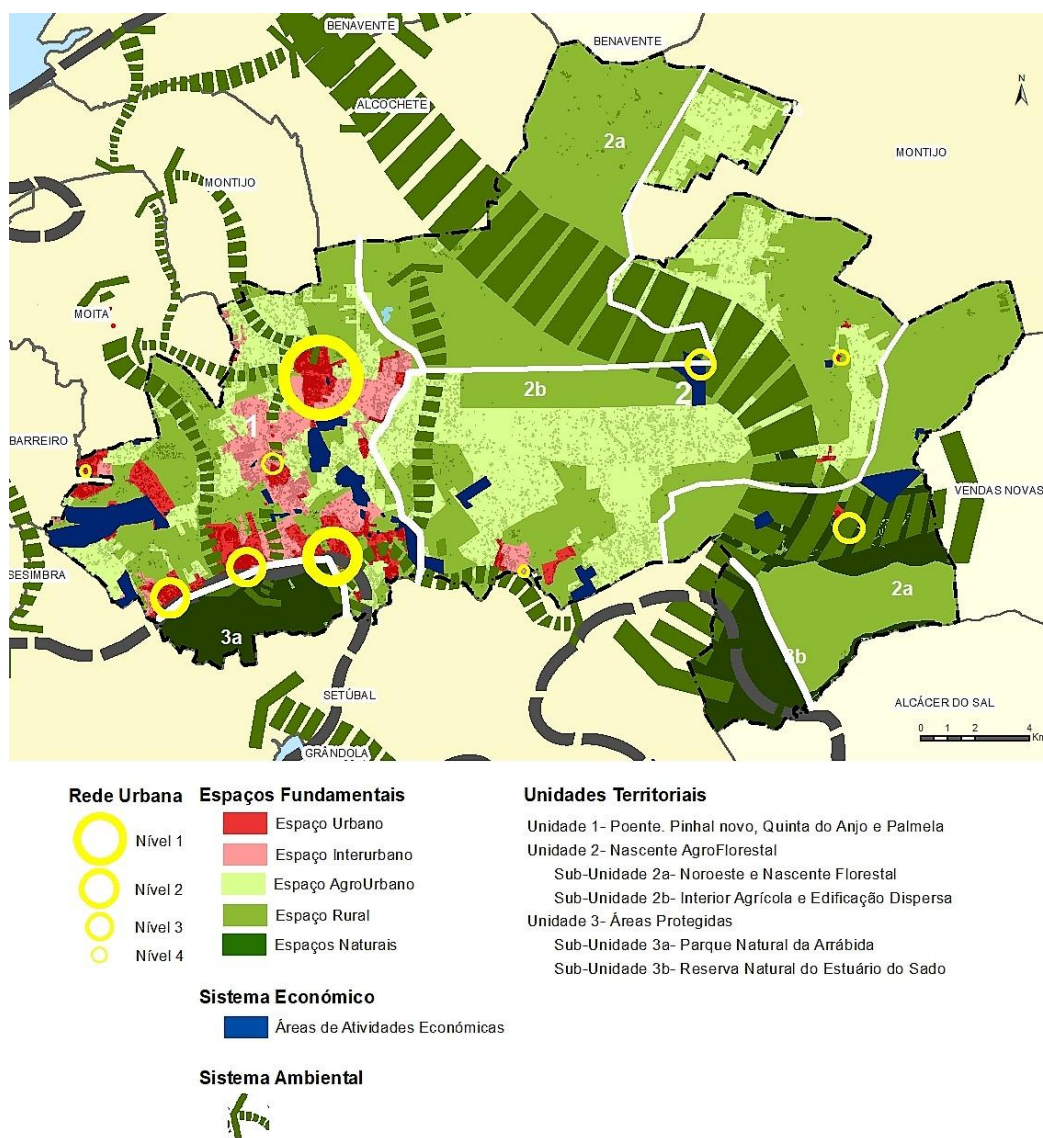 BENAVENTE
BENAVENTE
N
ALCOCHETE
2a
2b
MONTIJO
MONTIJO
MOITA
2b
2
1
BARREIRO
VENDAS NOVAS
SESIMBRA
2a
3a
3b
SETÚBAL
ALCÁCER DO SAL
GRÂNDOLA
0 1 2 4
Km
Rede Urbana
Nível 1
Nível 2
Nível 3
Nível 4
Espaços Fundamentais
Espaço Urbano
Espaço Interurbano
Espaço AgroUrbano
Espaço Rural
Espaços Naturais
Sistema Económico
Áreas de Atividades Económicas
Sistema Ambiental
Unidades Territoriais
Unidade 1- Poente. Pinhal novo, Quinta do Anjo e Palmela
Unidade 2- Nascente AgroFlorestal
Sub-Unidade 2a- Noroeste e Nascente Florestal
Sub-Unidade 2b- Interior Agrícola e Edificação Dispersa
Unidade 3- Áreas Protegidas
Sub-Unidade 3a- Parque Natural da Arrábida
Sub-Unidade 3b- Reserva Natural do Estuário do Sado